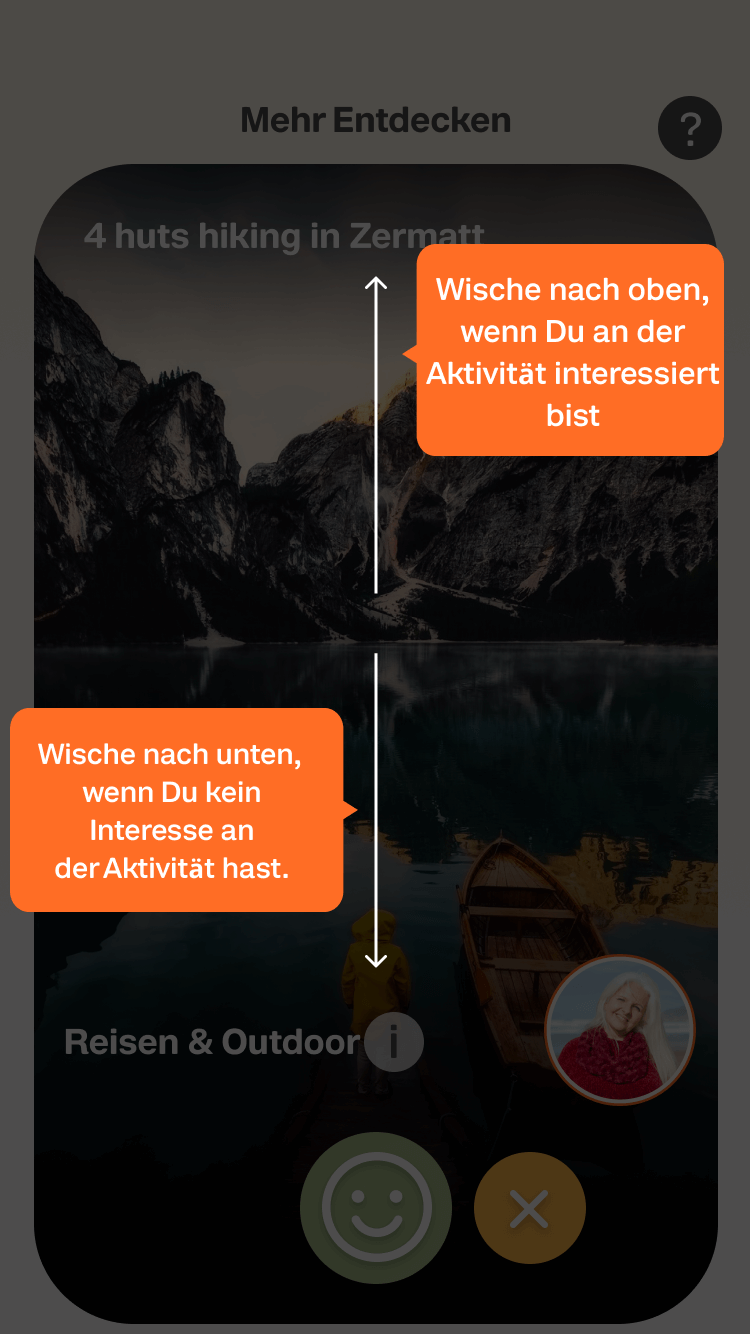 Mehr Entdecken
?
4 huts hiking in Zermatt
Wische nach oben,
wenn Du an der
Aktivität interessiert
bist
Wische nach unten,
wenn Du kein
Interesse an
der Aktivität hast.
Reisen & Outdoor i